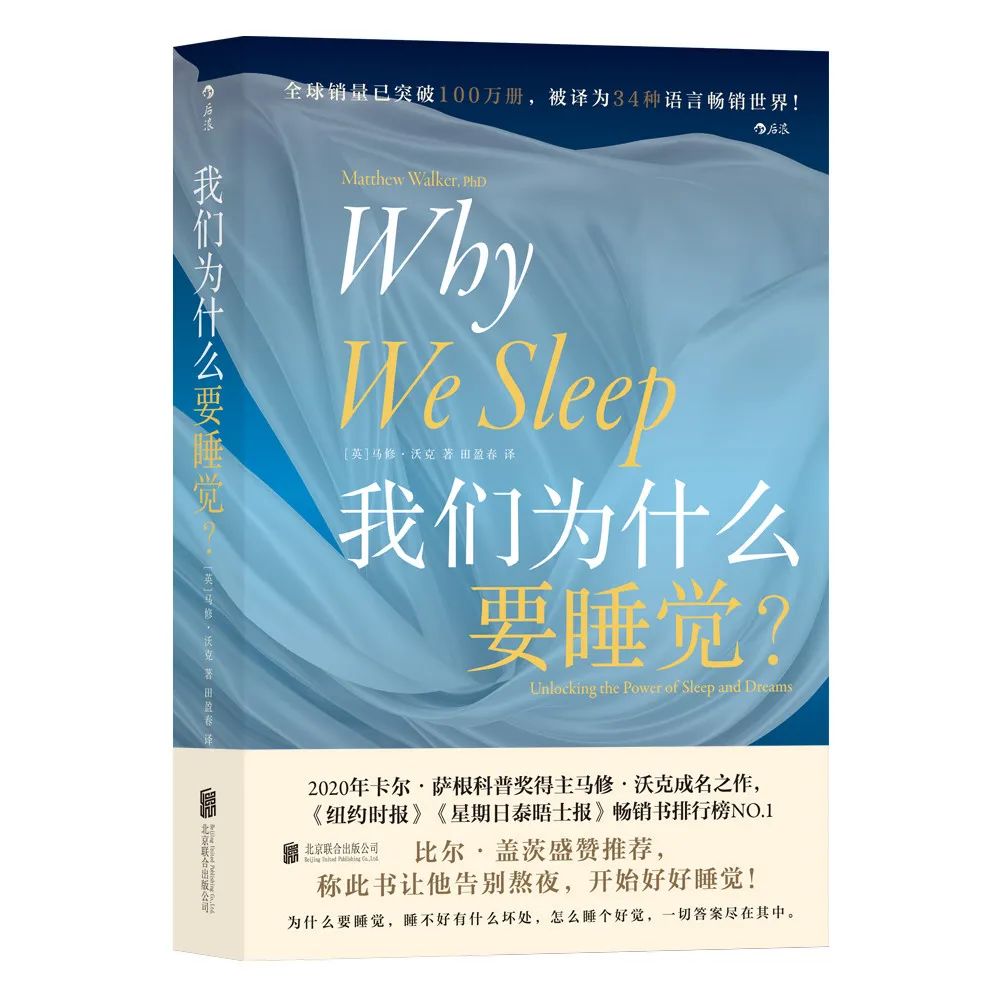 后浪
我们为什么要睡觉?
[英]马修·沃克 著 田盈春 译
北京联合出版公司
Beijing United Publishing Co.,Ltd.
全球销量已突破100万册,被译为34种语言畅销世界!
后浪
Matthew Walker, PhD
Why
We Sleep
[英]马修·沃克 著 田盈春 译
我们为什么
要睡觉?
Unlocking the Power of Sleep and Dreams
2020年卡尔·萨根科普奖得主马修·沃克成名之作,
《纽约时报》《星期日泰晤士报》畅销书排行榜NO.1
北京联合出版公司
Beijing United Publishing Co.,Ltd.
比尔·盖茨盛赞推荐,
称此书让他告别熬夜,开始好好睡觉!
为什么要睡觉,睡不好有什么坏处,怎么睡个好觉,一切答案尽在其中。